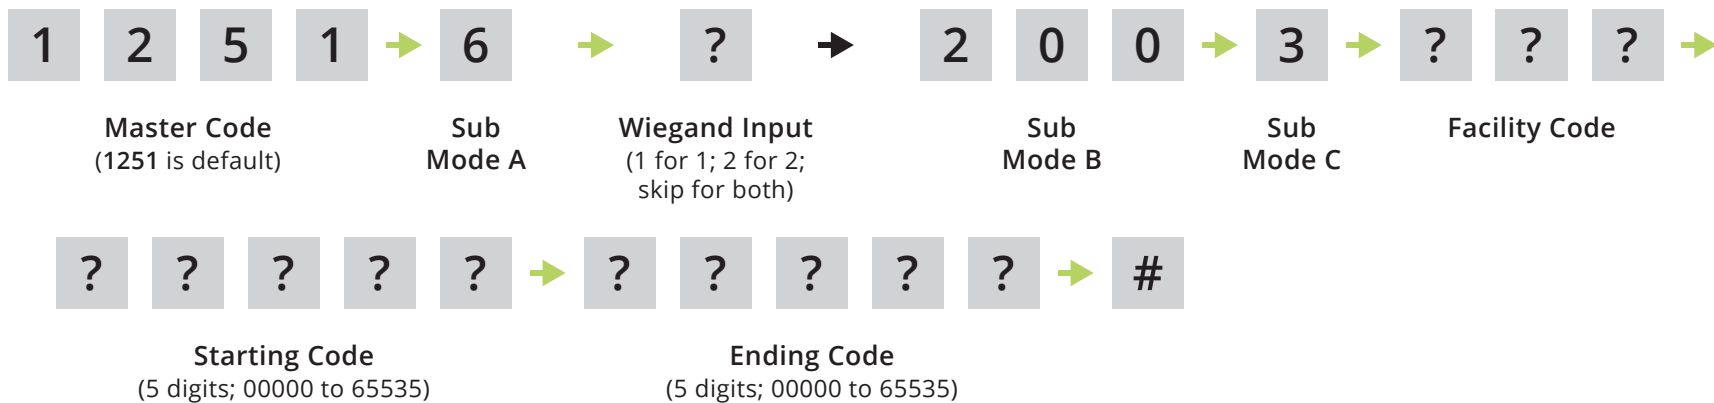 1 2 5 1 6 ? 2 0 0 3 ? ? ?
Master Code Sub Wiegand Input Sub Sub Facility Code
(1251 is default) Mode A (1 for 1; 2 for 2; Mode B Mode C
skip for both)
? ? ? ? ? ? ? ? ? ? #
Starting Code Ending Code
(5 digits; 00000 to 65535) (5 digits; 00000 to 65535)